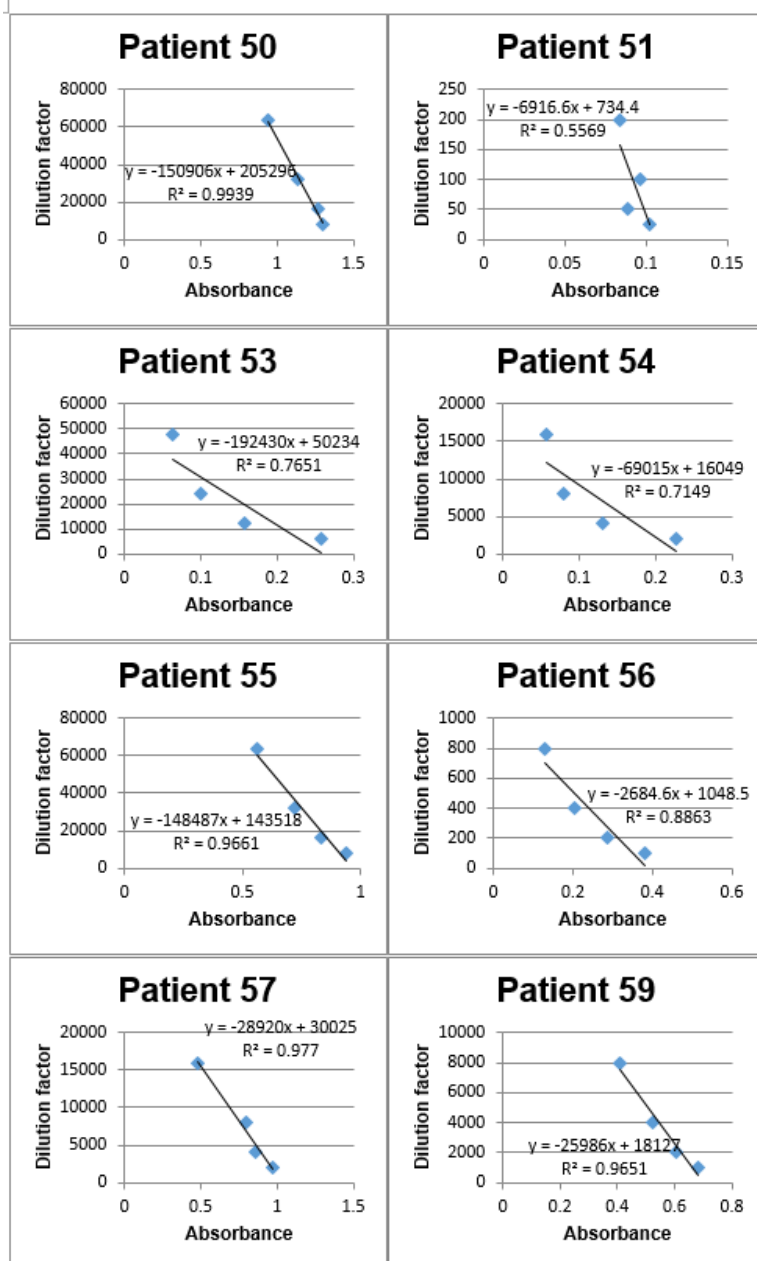 Patient 50
80000
60000
40000
20000
0
Dilution factor
y = -150906x + 205296
R² = 0.9939
0 0.5 1 1.5
Absorbance
Patient 51
250
200
150
100
50
0
Dilution factor
y = -6916.6x + 734.4
R² = 0.5569
0 0.05 0.1 0.15
Absorbance
Patient 53
60000
50000
40000
30000
20000
10000
0
Dilution factor
y = -192430x + 50234
R² = 0.7651
0 0.1 0.2 0.3
Absorbance
Patient 54
20000
15000
10000
5000
0
Dilution factor
y = -69015x + 16049
R² = 0.7149
0 0.1 0.2 0.3
Absorbance
Patient 55
80000
60000
40000
20000
0
Dilution factor
y = -148487x + 143518
R² = 0.9661
0 0.5 1
Absorbance
Patient 56
1000
800
600
400
200
0
Dilution factor
y = -2684.6x + 1048.5
R² = 0.8863
0 0.2 0.4 0.6
Absorbance
Patient 57
20000
15000
10000
5000
0
Dilution factor
y = -28920x + 30025
R² = 0.977
0 0.5 1 1.5
Absorbance
Patient 59
10000
8000
6000
4000
2000
0
Dilution factor
y = -25986x + 18127
R² = 0.9651
0 0.2 0.4 0.6 0.8
Absorbance